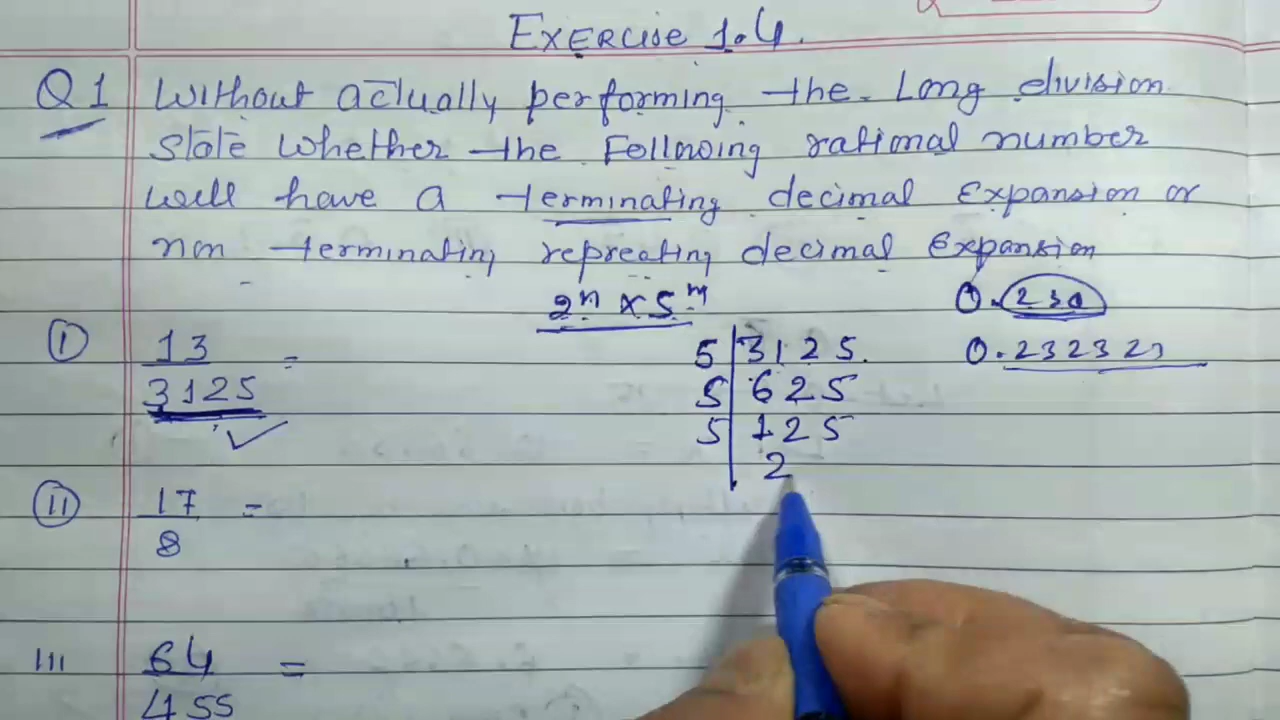 Exercise 1.4.
Q1 Without actually performing the Long division
state whether the Following rational number
will have a terminating decimal Expansion or
non terminating repreating decimal Expansion
2ⁿ × 5ᵐ
0.230
0.232323
I 13/3125 =
5 | 3125.
5 | 625
5 | 125
2
II 17/8 =
III 64/455 =